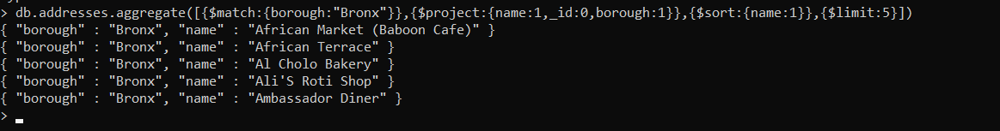 > db.addresses.aggregate([{$match:{borough:"Bronx"}},{$project:{name:1,_id:0,borough:1}},{$sort:{name:1}},{$limit:5}])
{ "borough" : "Bronx", "name" : "African Market (Baboon Cafe)" }
{ "borough" : "Bronx", "name" : "African Terrace" }
{ "borough" : "Bronx", "name" : "Al Cholo Bakery" }
{ "borough" : "Bronx", "name" : "Ali'S Roti Shop" }
{ "borough" : "Bronx", "name" : "Ambassador Diner" }
>